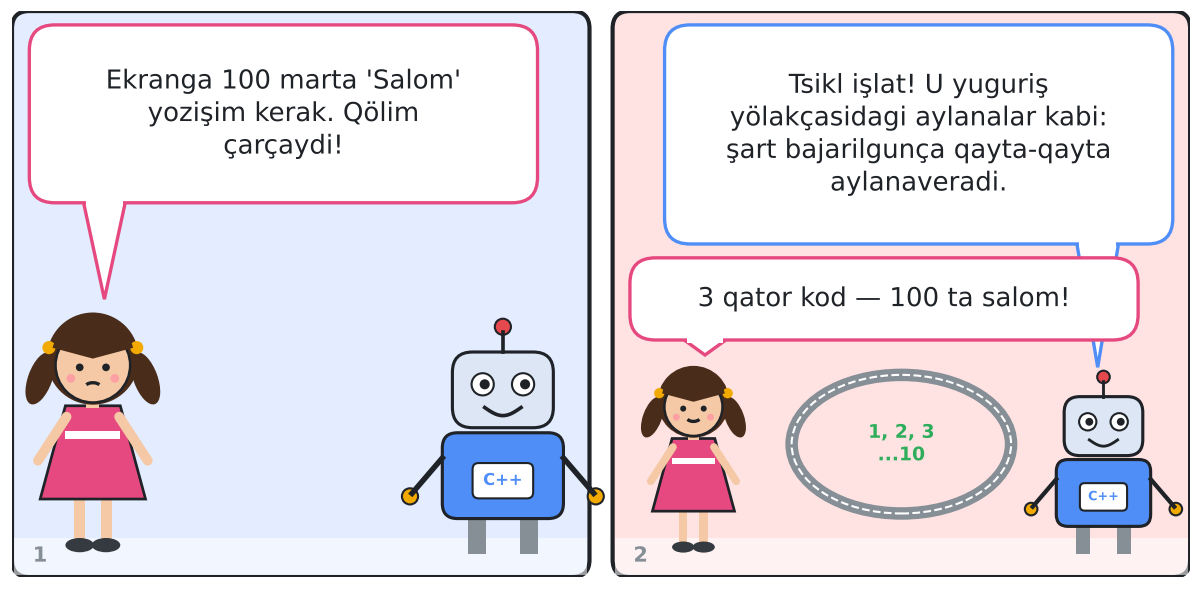 Ekranga 100 marta 'Salom'
yozişim kerak. Qölim
çarçaydi!
C++
1
Tsikl işlat! U yuguriş
yölakçasidagi aylanalar kabi:
şart bajarilgunça qayta-qayta
aylanaveradi.
3 qator kod — 100 ta salom!
1, 2, 3
...10
C++
2